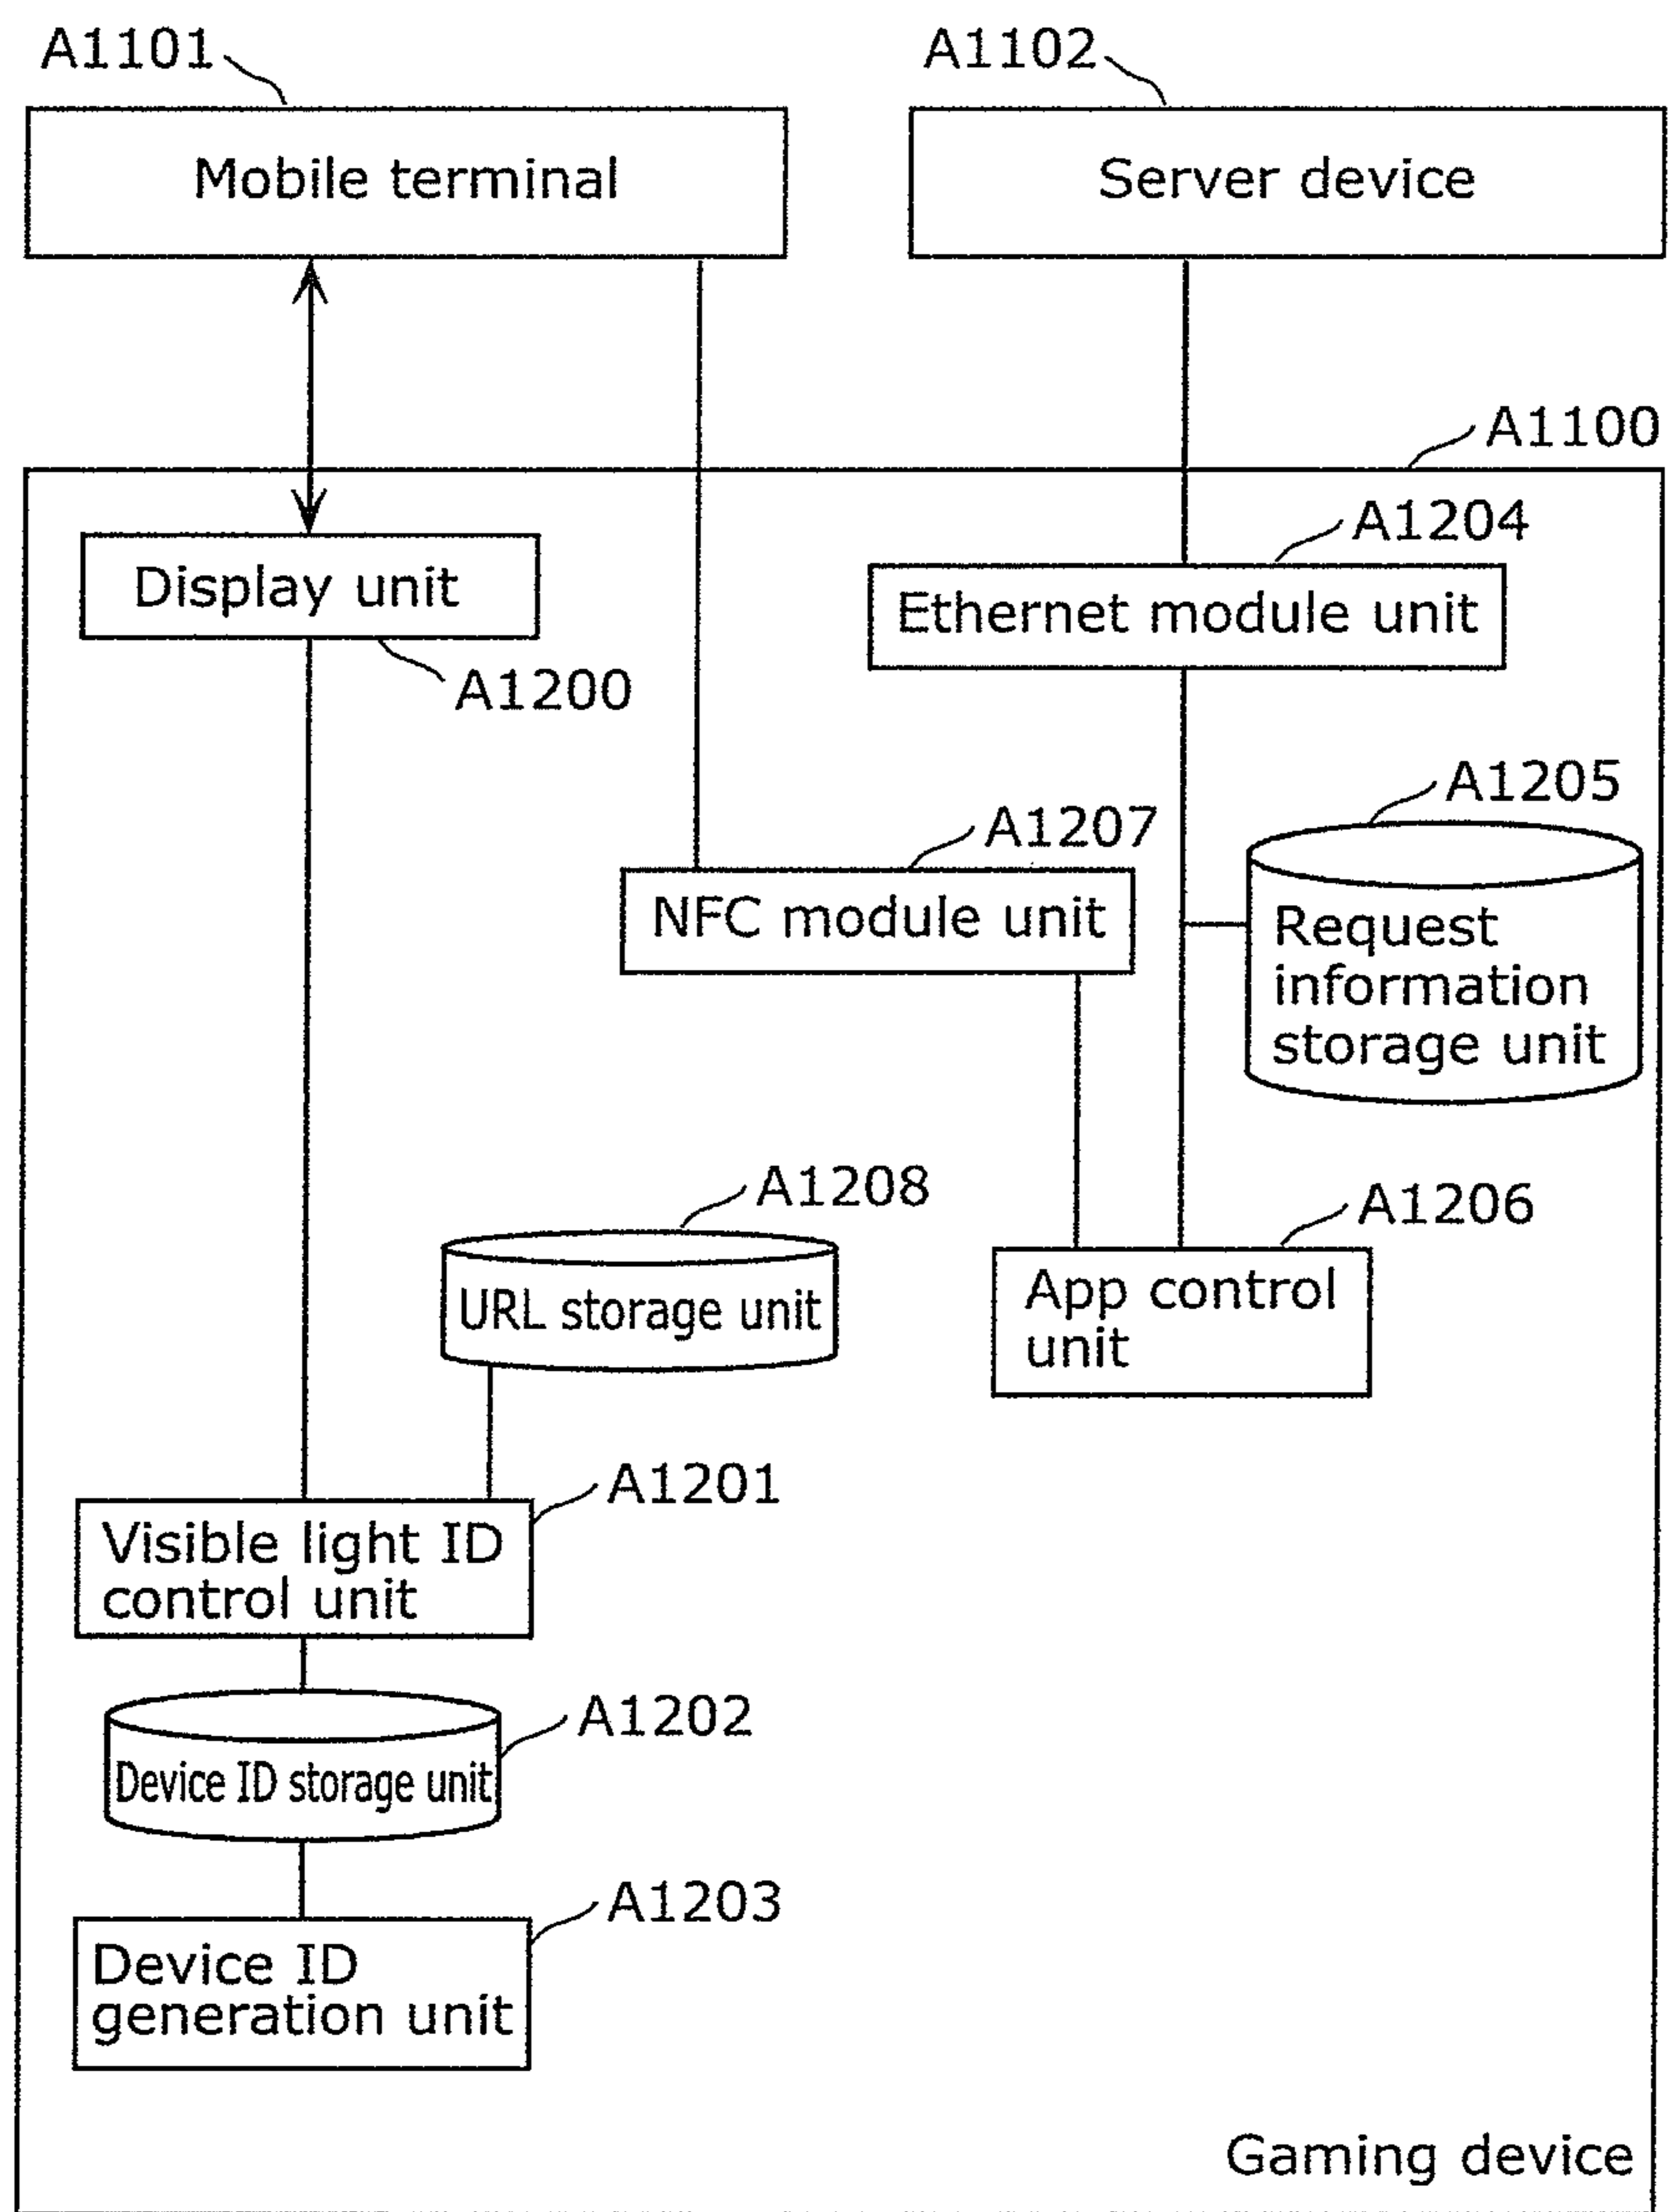 A1101
A1102
Mobile terminal
Server device
A1100
Display unit
A1200
A1204
Ethernet module unit
A1205
Request
information
storage unit
A1207
NFC module unit
A1208
URL storage unit
A1206
App control
unit
A1201
Visible light ID
control unit
A1202
Device ID storage unit
A1203
Device ID
generation unit
Gaming device